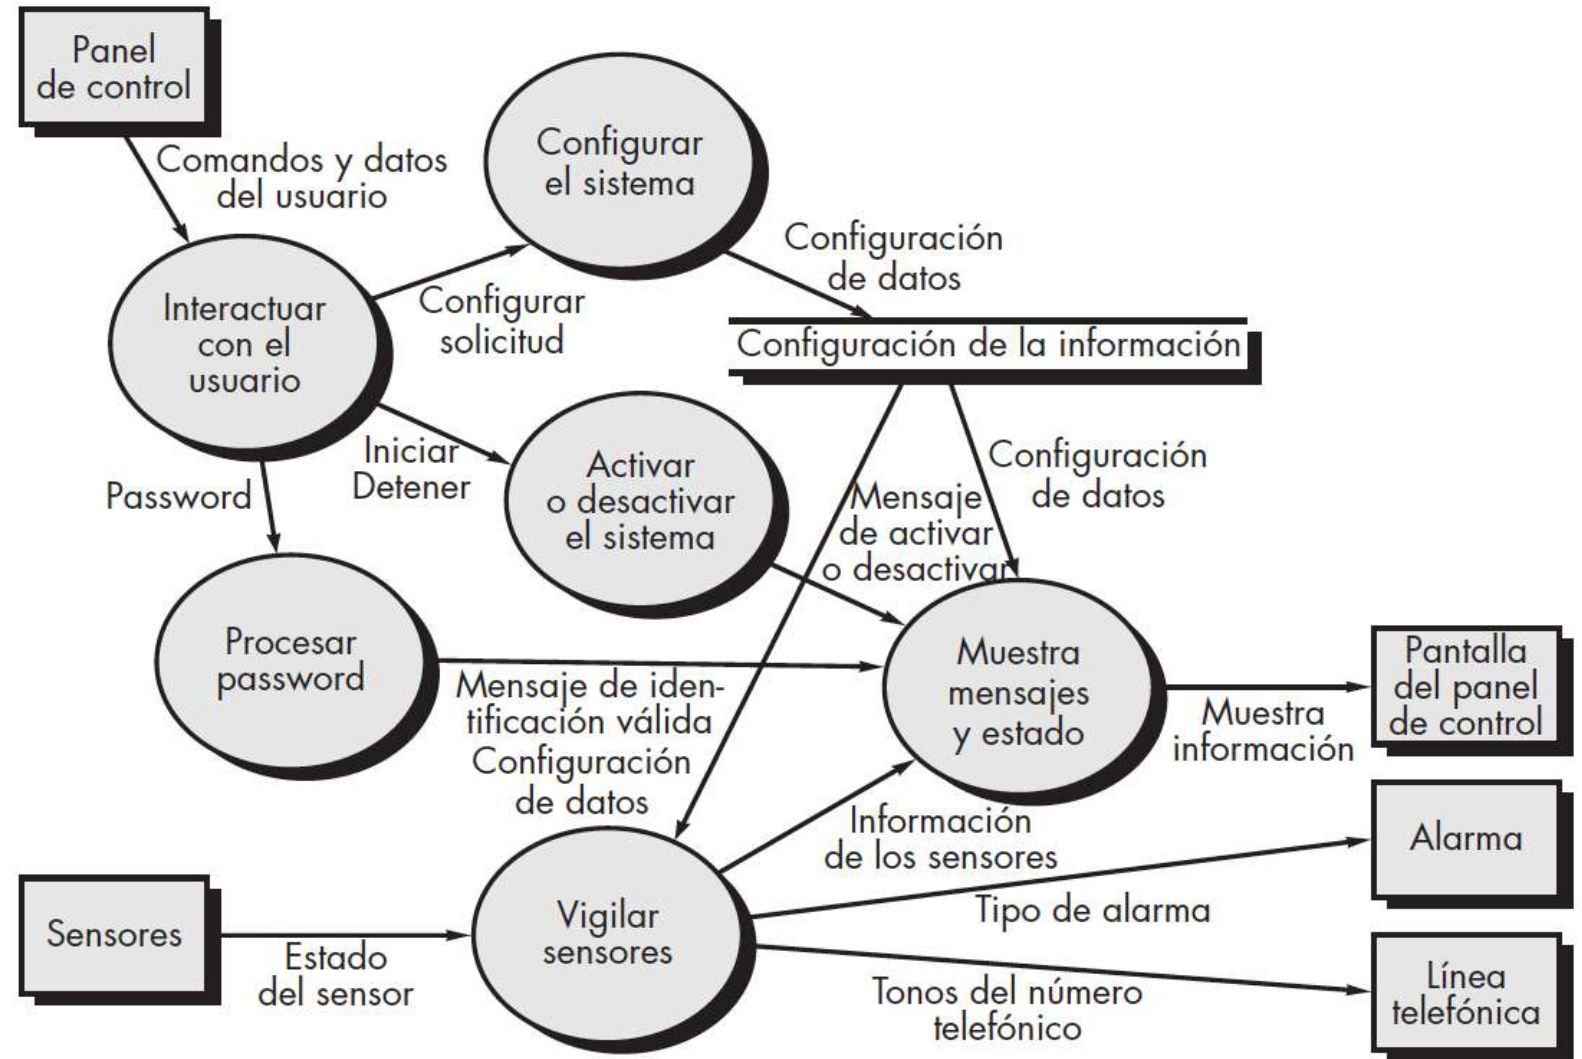 Panel
de control
Comandos y datos
del usuario
Configurar
el sistema
Configuración
de datos
Interactuar
con el
usuario
Configurar
solicitud
Configuración de la información
Iniciar
Detener
Password
Activar
o desactivar
el sistema
Mensaje
de activar
o desactivar
Configuración
de datos
Procesar
password
Mensaje de iden-
tificación válida
Configuración
de datos
Muestra
mensajes
y estado
Muestra
información
Pantalla
del panel
de control
Información
de los sensores
Alarma
Tipo de alarma
Sensores
Estado
del sensor
Vigilar
sensores
Tonos del número
telefónico
Línea
telefónica